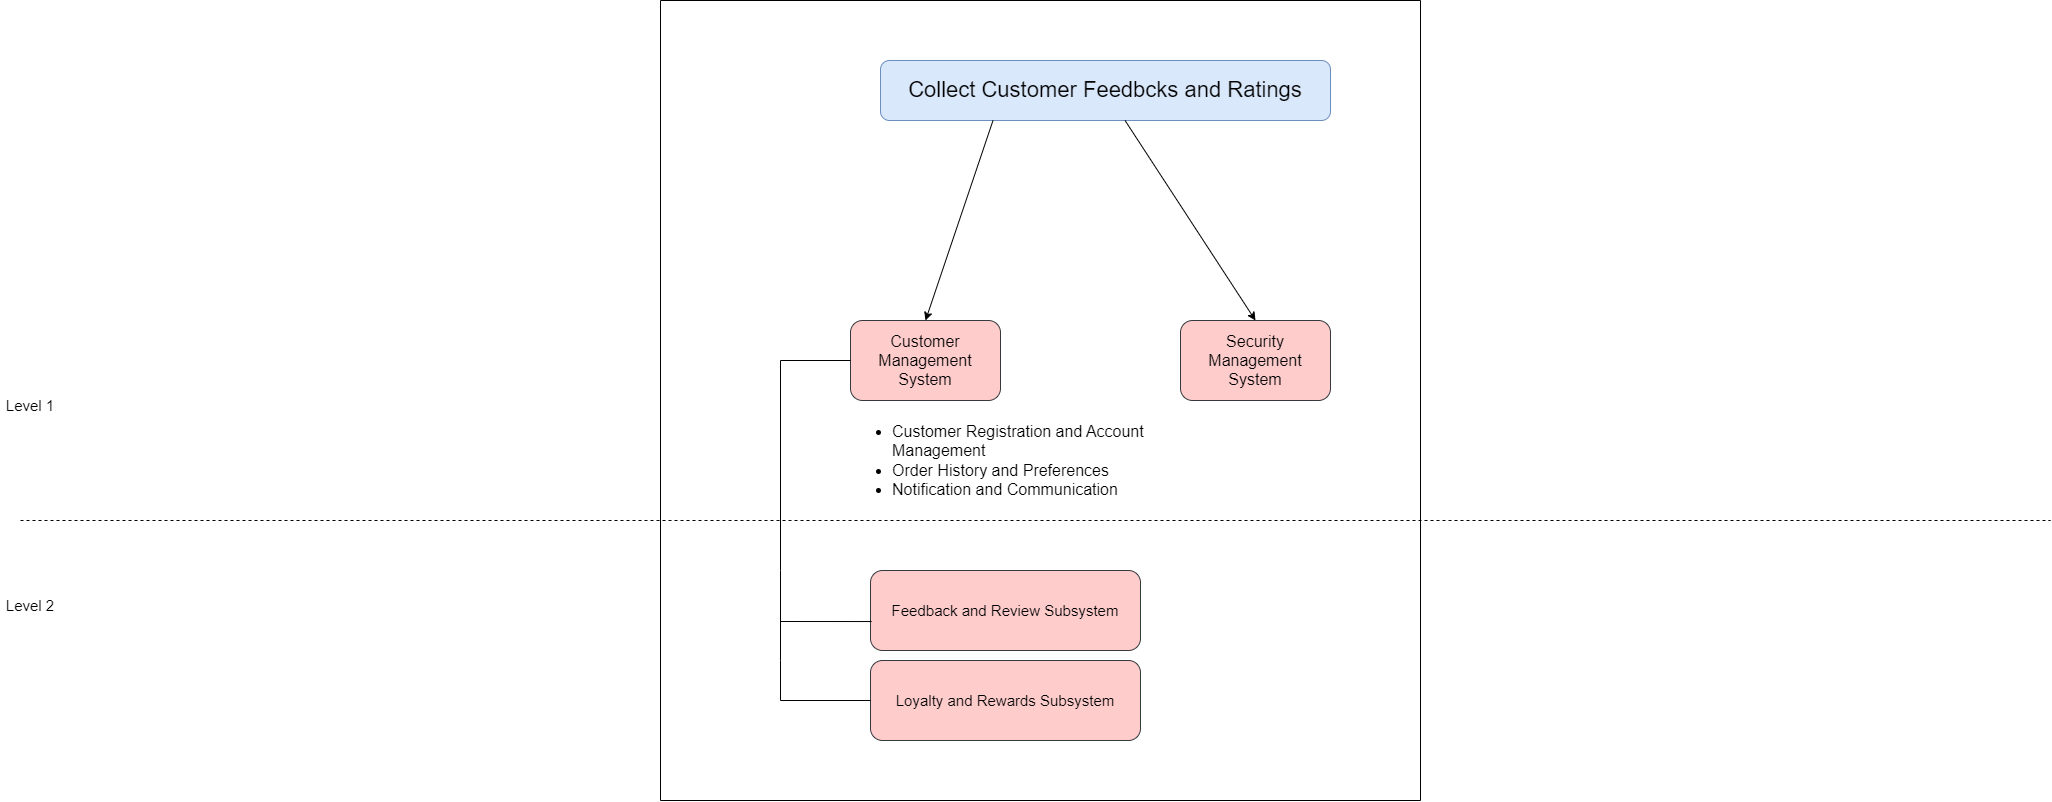 Collect Customer Feedbcks and Ratings
Customer
Management
System
Security
Management
System
Level 1
• Customer Registration and Account
Management
• Order History and Preferences
• Notification and Communication
Level 2
Feedback and Review Subsystem
Loyalty and Rewards Subsystem